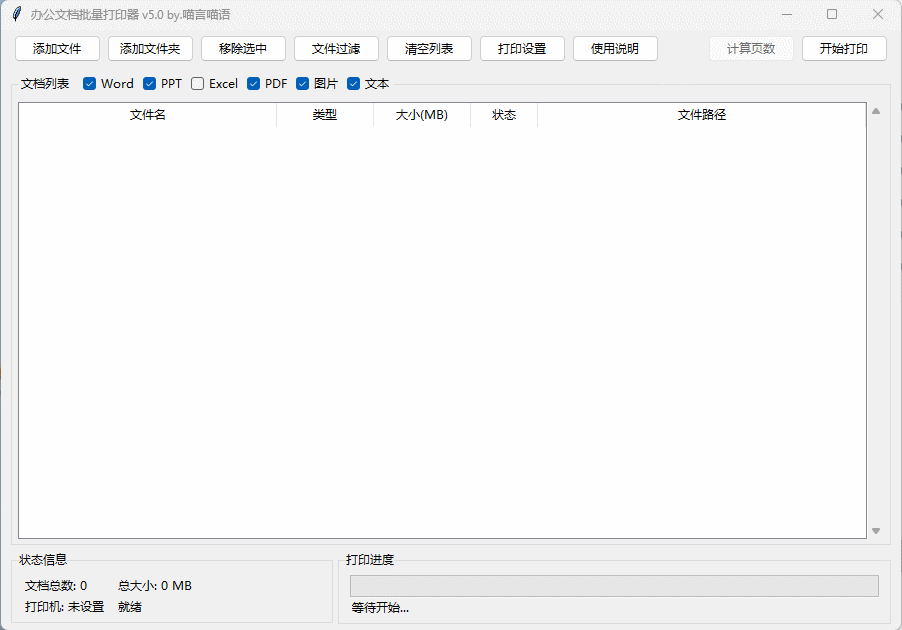 办公文档批量打印器 v5.0 by.喵言喵语
添加文件 添加文件夹 移除选中 文件过滤 清空列表 打印设置 使用说明 计算页数 开始打印
文档列表 Word PPT Excel PDF 图片 文本
文件名 类型 大小(MB) 状态 文件路径
状态信息 打印进度
文档总数: 0 总大小: 0 MB
打印机: 未设置 就绪 等待开始...